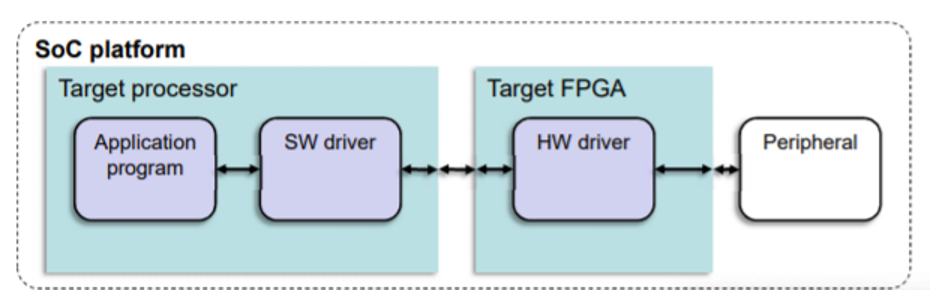 SoC platform
Target processor
Target FPGA
Application
program
SW driver
HW driver
Peripheral